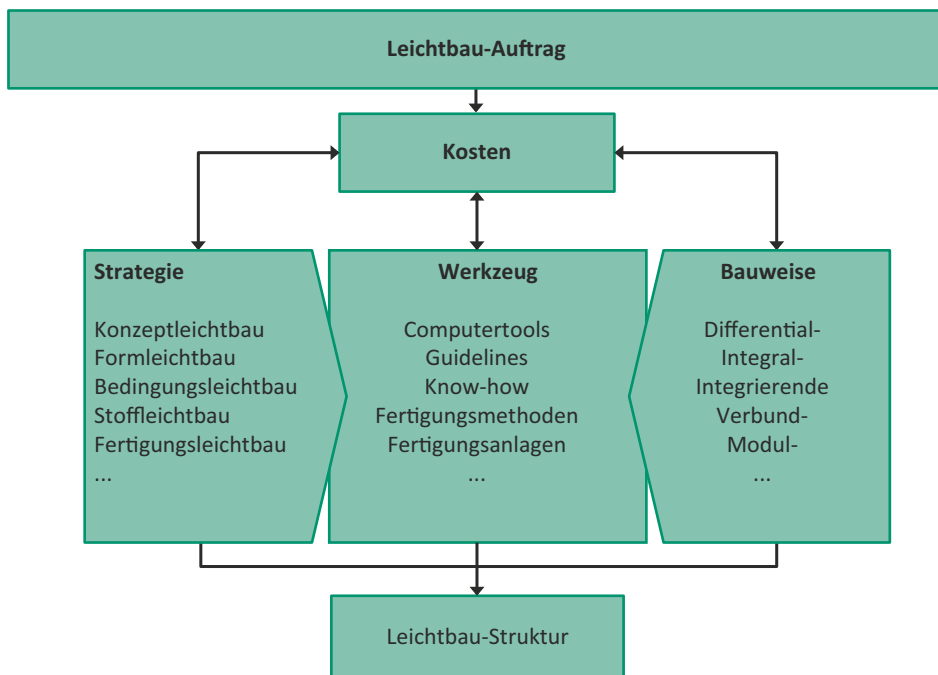 Leichtbau-Auftrag
Kosten
Strategie
Konzeptleichtbau
Formleichtbau
Bedingungsleichtbau
Stoffleichtbau
Fertigungsleichtbau
...
Werkzeug
Computertools
Guidelines
Know-how
Fertigungsmethoden
Fertigungsanlagen
...
Bauweise
Differential-
Integral-
Integrierende
Verbund-
Modul-
...
Leichtbau-Struktur